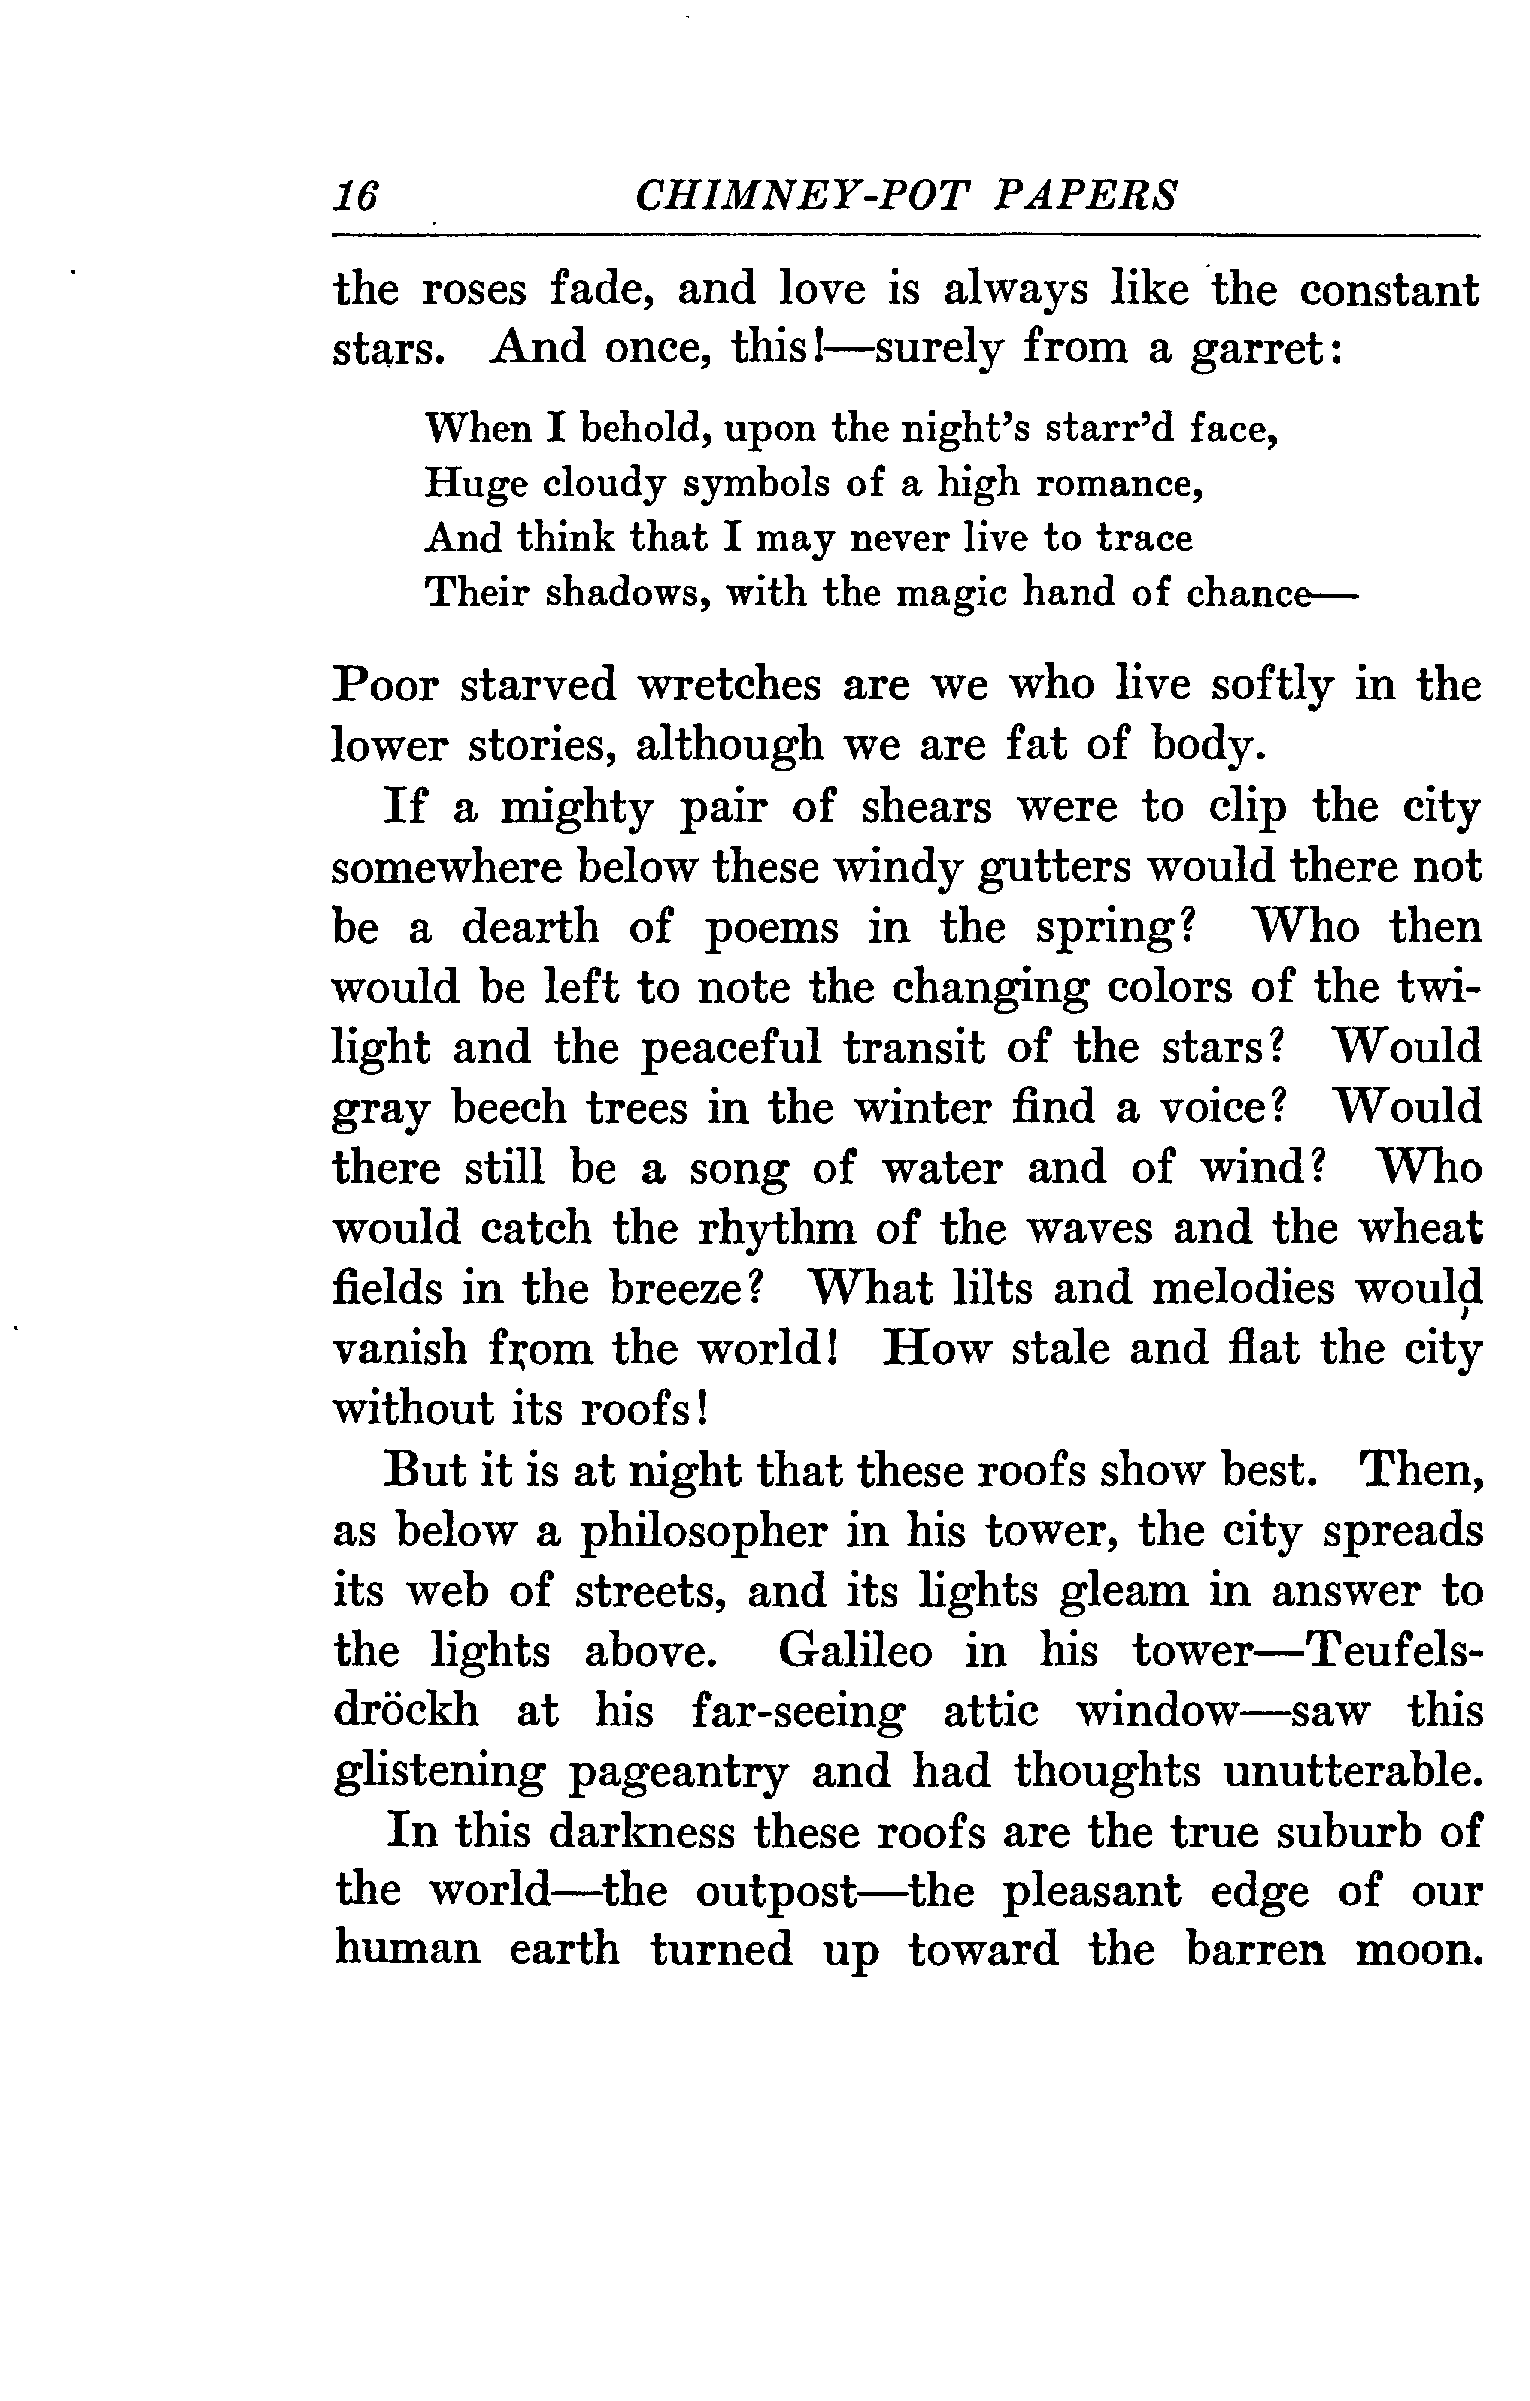 16 CHIMNEY-POT PAPERS
the roses fade, and love is always like the constant
stars. And once, this!—surely from a garret:
When I behold, upon the night's starr'd face,
Huge cloudy symbols of a high romance,
And think that I may never live to trace
Their shadows, with the magic hand of chance—
Poor starved wretches are we who live softly in the
lower stories, although we are fat of body.
If a mighty pair of shears were to clip the city
somewhere below these windy gutters would there not
be a dearth of poems in the spring? Who then
would be left to note the changing colors of the twi-
light and the peaceful transit of the stars? Would
gray beech trees in the winter find a voice? Would
there still be a song of water and of wind? Who
would catch the rhythm of the waves and the wheat
fields in the breeze? What lilts and melodies would
vanish from the world! How stale and flat the city
without its roofs!
But it is at night that these roofs show best. Then,
as below a philosopher in his tower, the city spreads
its web of streets, and its lights gleam in answer to
the lights above. Galileo in his tower—Teufels-
dröckh at his far-seeing attic window—saw this
glistening pageantry and had thoughts unutterable.
In this darkness these roofs are the true suburb of
the world—the outpost—the pleasant edge of our
human earth turned up toward the barren moon.